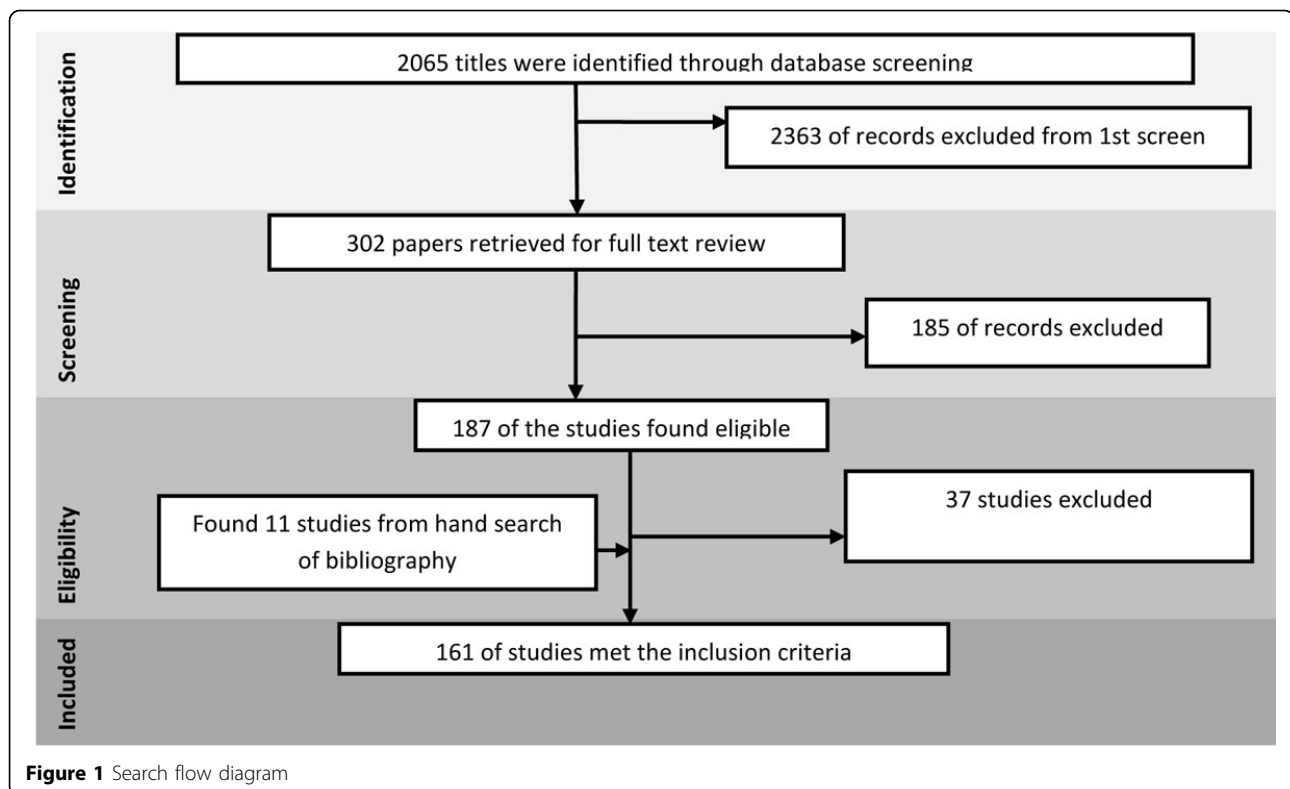 Identification
2065 titles were identified through database screening
2363 of records excluded from 1st screen
Screening
302 papers retrieved for full text review
185 of records excluded
Eligibility
187 of the studies found eligible
37 studies excluded
Found 11 studies from hand search
of bibliography
Included
161 of studies met the inclusion criteria
Figure 1 Search flow diagram